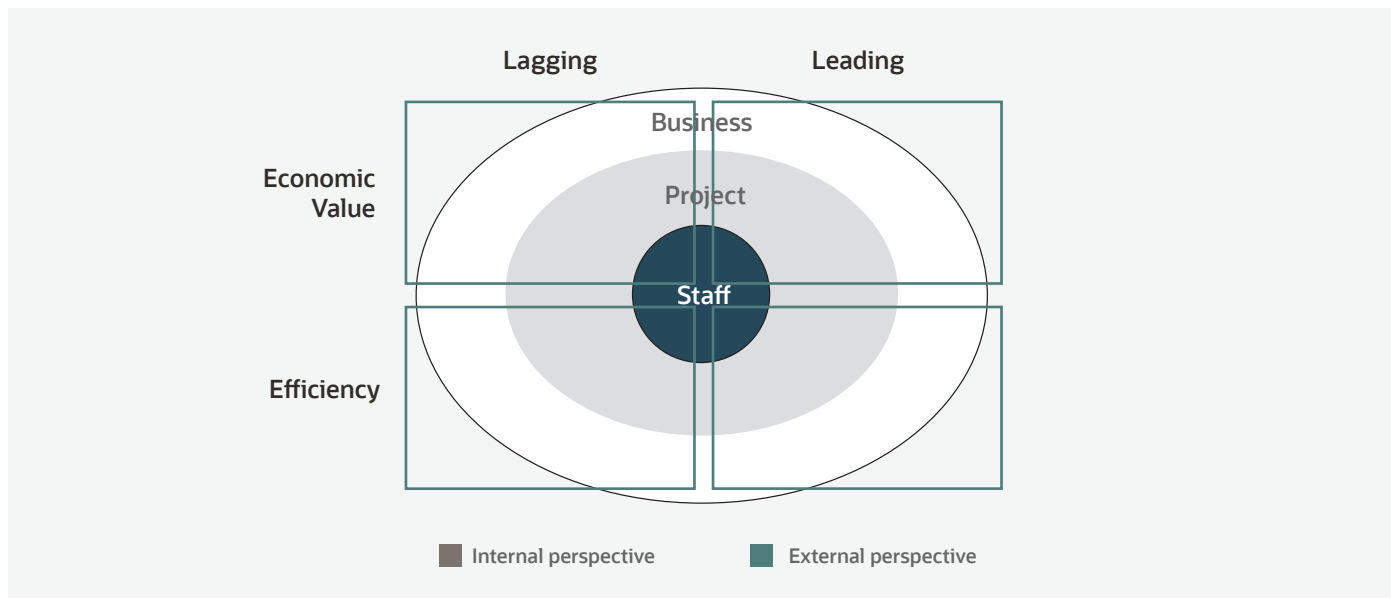 Lagging
Leading
Business
Economic
Value
Project
Staff
Efficiency
Internal perspective
External perspective